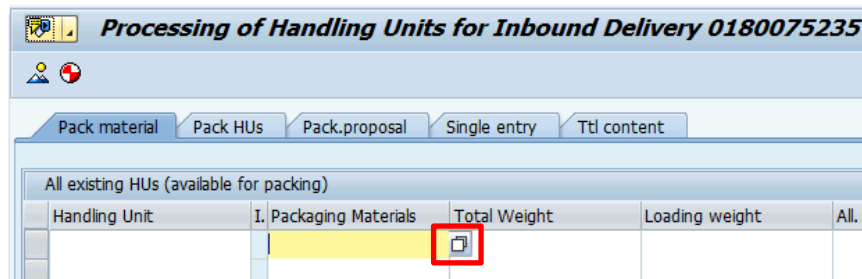 Processing of Handling Units for Inbound Delivery 0180075235
Pack material Pack HUs Pack.proposal Single entry Ttl content
All existing HUs (available for packing)
Handling Unit I. Packaging Materials Total Weight Loading weight All.